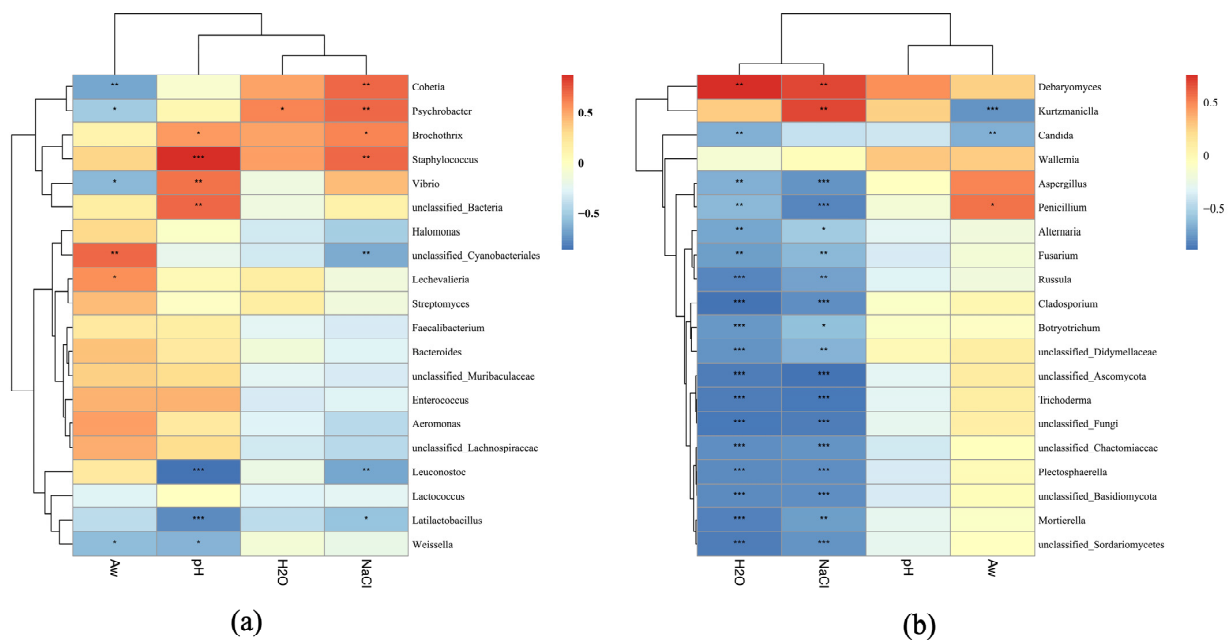 ** ** Cobetia
* * ** Psychrobacter
* * Brochothrix
*** ** Staphylococcus
* ** Vibrio
** unclassified_Bacteria
Halomonas
** ** unclassified_Cyanobacteriales
* Lechevalieria
Streptomyces
Faecalibacterium
Bacteroides
unclassified_Muribaculaceae
Enterococcus
Aeromonas
unclassified_Lachnospiraceae
*** ** Leuconostoc
Lactococcus
*** * Latilactobacillus
* * Weissella
Aw pH H2O NaCl
0.5
0
−0.5
(a)
** ** Debaryomyces
** *** Kurtzmaniella
** ** Candida
Wallemia
** *** Aspergillus
** *** * Penicillium
** * Alternaria
** ** Fusarium
*** ** Russula
*** *** Cladosporium
*** * Botryotrichum
*** ** unclassified_Didymellaceae
*** *** unclassified_Ascomycota
*** *** Trichoderma
*** *** unclassified_Fungi
*** *** unclassified_Chaetomiaceae
*** *** Plectosphaerella
*** *** unclassified_Basidiomycota
*** ** Mortierella
*** *** unclassified_Sordariomycetes
H2O NaCl pH Aw
0.5
0
−0.5
(b)